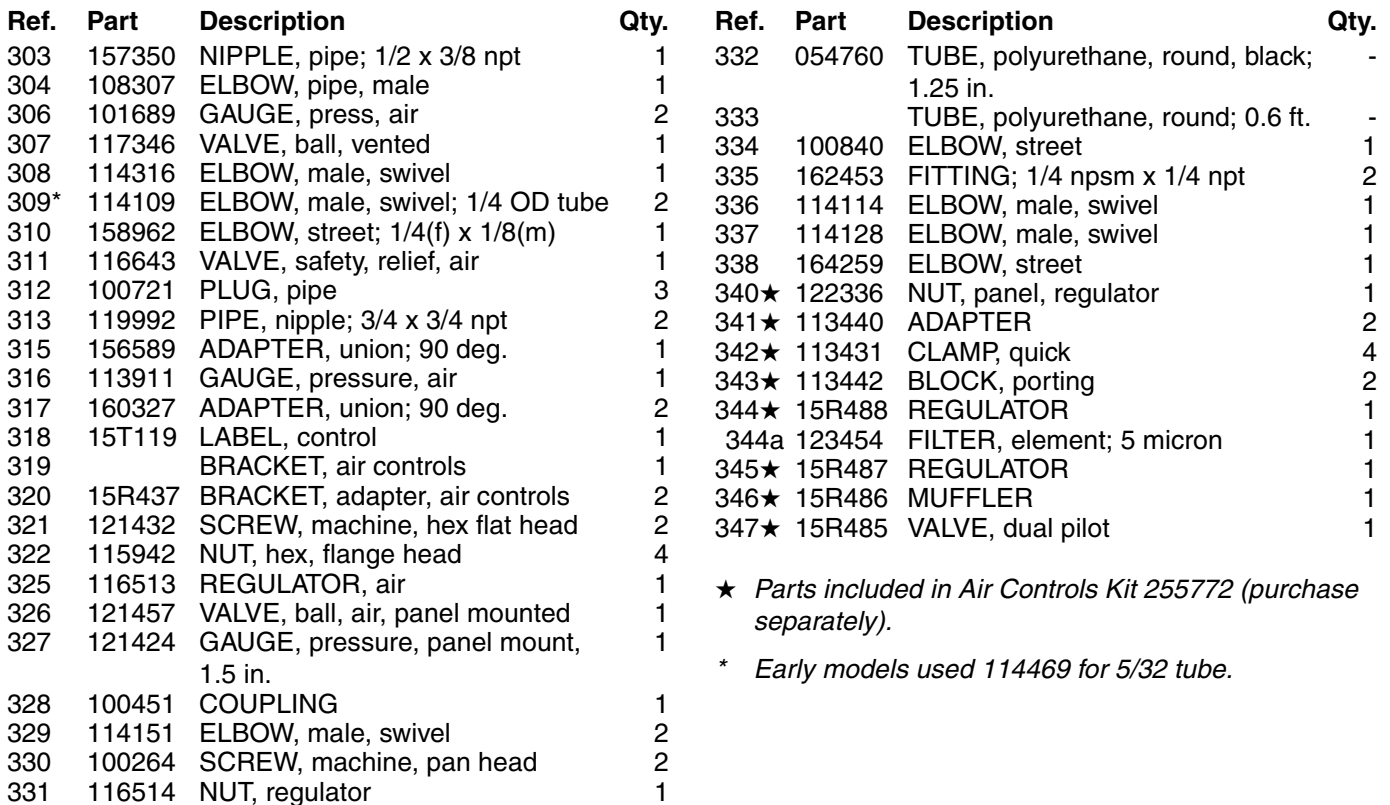 Ref. Part Description Qty.
303 157350 NIPPLE, pipe; 1/2 x 3/8 npt 1
304 108307 ELBOW, pipe, male 1
306 101689 GAUGE, press, air 2
307 117346 VALVE, ball, vented 1
308 114316 ELBOW, male, swivel 1
309* 114109 ELBOW, male, swivel; 1/4 OD tube 2
310 158962 ELBOW, street; 1/4(f) x 1/8(m) 1
311 116643 VALVE, safety, relief, air 1
312 100721 PLUG, pipe 3
313 119992 PIPE, nipple; 3/4 x 3/4 npt 2
315 156589 ADAPTER, union; 90 deg. 1
316 113911 GAUGE, pressure, air 1
317 160327 ADAPTER, union; 90 deg. 2
318 15T119 LABEL, control 1
319 BRACKET, air controls 1
320 15R437 BRACKET, adapter, air controls 2
321 121432 SCREW, machine, hex flat head 2
322 115942 NUT, hex, flange head 4
325 116513 REGULATOR, air 1
326 121457 VALVE, ball, air, panel mounted 1
327 121424 GAUGE, pressure, panel mount, 1
1.5 in.
328 100451 COUPLING 1
329 114151 ELBOW, male, swivel 2
330 100264 SCREW, machine, pan head 2
331 116514 NUT, regulator 1
Ref. Part Description Qty.
332 054760 TUBE, polyurethane, round, black; -
1.25 in.
333 TUBE, polyurethane, round; 0.6 ft. -
334 100840 ELBOW, street 1
335 162453 FITTING; 1/4 npsm x 1/4 npt 2
336 114114 ELBOW, male, swivel 1
337 114128 ELBOW, male, swivel 1
338 164259 ELBOW, street 1
340★ 122336 NUT, panel, regulator 1
341★ 113440 ADAPTER 2
342★ 113431 CLAMP, quick 4
343★ 113442 BLOCK, porting 2
344★ 15R488 REGULATOR 1
344a 123454 FILTER, element; 5 micron 1
345★ 15R487 REGULATOR 1
346★ 15R486 MUFFLER 1
347★ 15R485 VALVE, dual pilot 1
★ Parts included in Air Controls Kit 255772 (purchase
separately).
* Early models used 114469 for 5/32 tube.